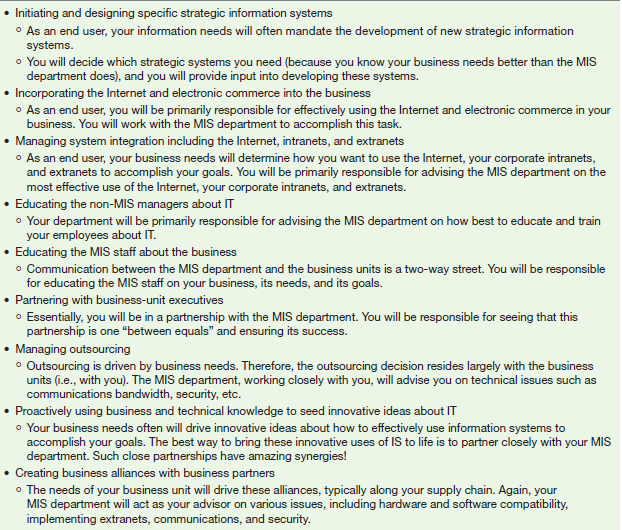 • Initiating and designing specific strategic information systems
○ As an end user, your information needs will often mandate the development of new strategic information
systems.
○ You will decide which strategic systems you need (because you know your business needs better than the MIS
department does), and you will provide input into developing these systems.
• Incorporating the Internet and electronic commerce into the business
○ As an end user, you will be primarily responsible for effectively using the Internet and electronic commerce in your
business. You will work with the MIS department to accomplish this task.
• Managing system integration including the Internet, intranets, and extranets
○ As an end user, your business needs will determine how you want to use the Internet, your corporate intranets,
and extranets to accomplish your goals. You will be primarily responsible for advising the MIS department on the
most effective use of the Internet, your corporate intranets, and extranets.
• Educating the non-MIS managers about IT
○ Your department will be primarily responsible for advising the MIS department on how best to educate and train
your employees about IT.
• Educating the MIS staff about the business
○ Communication between the MIS department and the business units is a two-way street. You will be responsible
for educating the MIS staff on your business, its needs, and its goals.
• Partnering with business-unit executives
○ Essentially, you will be in a partnership with the MIS department. You will be responsible for seeing that this
partnership is one “between equals” and ensuring its success.
• Managing outsourcing
○ Outsourcing is driven by business needs. Therefore, the outsourcing decision resides largely with the business
units (i.e., with you). The MIS department, working closely with you, will advise you on technical issues such as
communications bandwidth, security, etc.
• Proactively using business and technical knowledge to seed innovative ideas about IT
○ Your business needs often will drive innovative ideas about how to effectively use information systems to
accomplish your goals. The best way to bring these innovative uses of IS to life is to partner closely with your MIS
department. Such close partnerships have amazing synergies!
• Creating business alliances with business partners
○ The needs of your business unit will drive these alliances, typically along your supply chain. Again, your
MIS department will act as your advisor on various issues, including hardware and software compatibility,
implementing extranets, communications, and security.